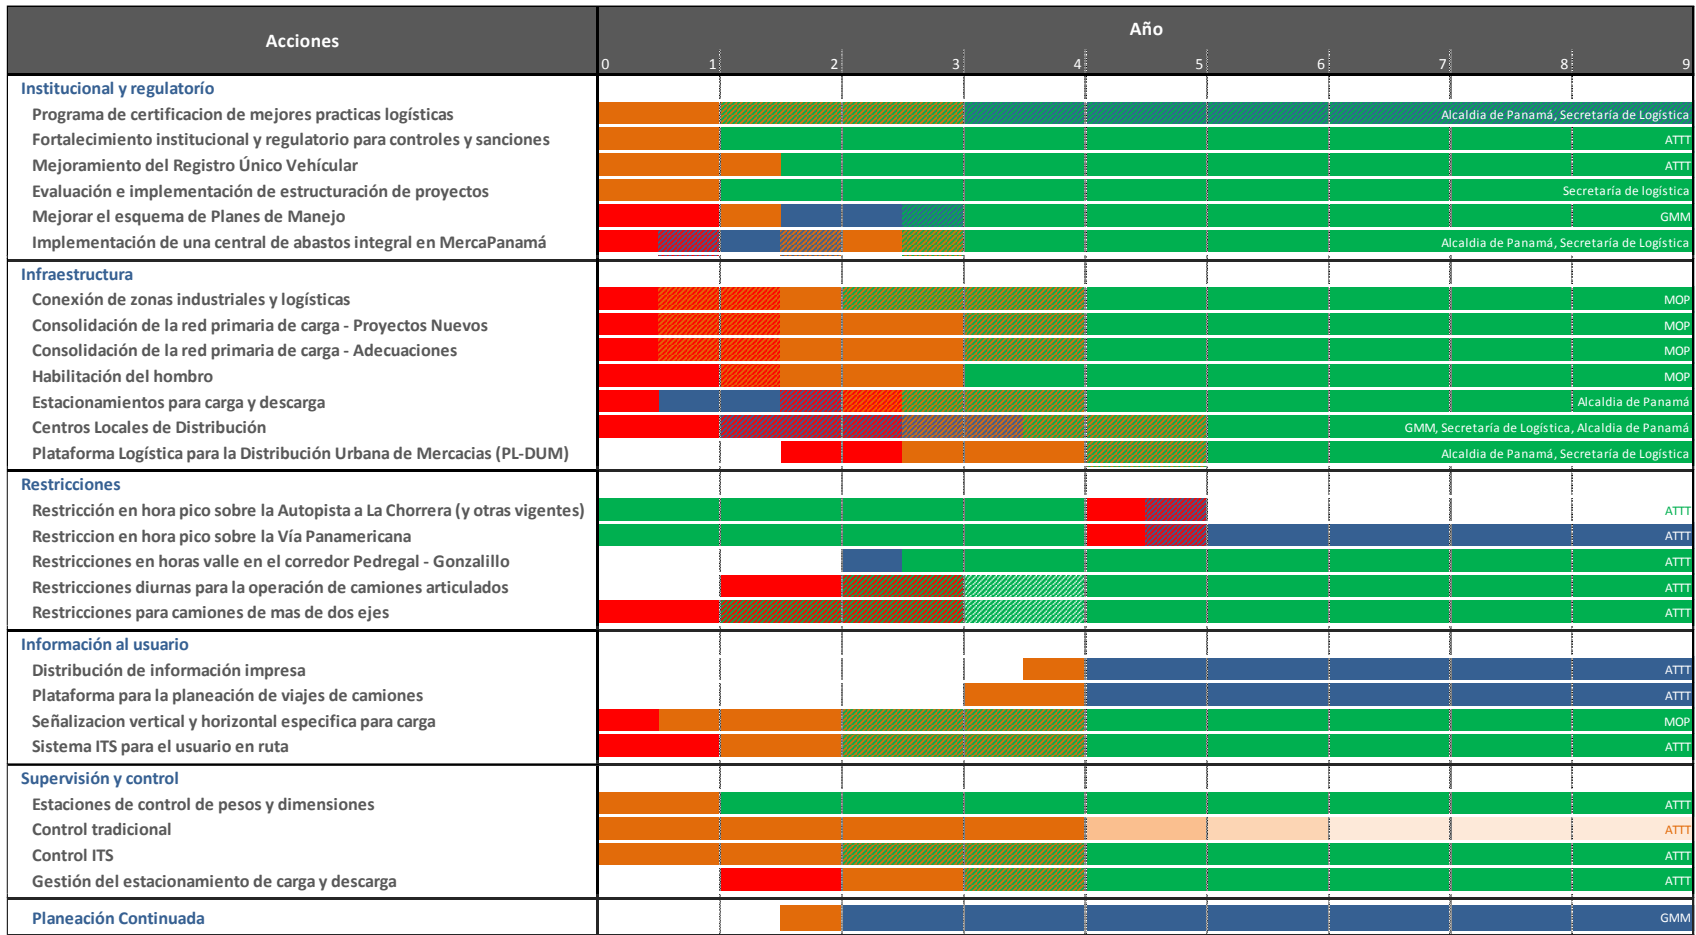 Acciones
Año
0 1 2 3 4 5 6 7 8 9
Institucional y regulatorío
Programa de certificacion de mejores practicas logísticas
Alcaldia de Panamá, Secretaría de Logística
Fortalecimiento institucional y regulatorio para controles y sanciones
ATTT
Mejoramiento del Registro Único Vehícular
ATTT
Evaluación e implementación de estructuración de proyectos
Secretaría de logística
Mejorar el esquema de Planes de Manejo
GMM
Implementación de una central de abastos integral en MercaPanamá
Alcaldia de Panamá, Secretaría de Logística
Infraestructura
Conexión de zonas industriales y logísticas
MOP
Consolidación de la red primaria de carga - Proyectos Nuevos
MOP
Consolidación de la red primaria de carga - Adecuaciones
MOP
Habilitación del hombro
MOP
Estacionamientos para carga y descarga
Alcaldia de Panamá
Centros Locales de Distribución
GMM, Secretaría de Logística, Alcaldia de Panamá
Plataforma Logística para la Distribución Urbana de Mercacias (PL-DUM)
Alcaldia de Panamá, Secretaría de Logística
Restricciones
Restricción en hora pico sobre la Autopista a La Chorrera (y otras vigentes)
ATTT
Restriccion en hora pico sobre la Vía Panamericana
ATTT
Restricciones en horas valle en el corredor Pedregal - Gonzalillo
ATTT
Restricciones diurnas para la operación de camiones articulados
ATTT
Restricciones para camiones de mas de dos ejes
ATTT
Información al usuario
Distribución de información impresa
ATTT
Plataforma para la planeación de viajes de camiones
ATTT
Señalizacion vertical y horizontal especifica para carga
MOP
Sistema ITS para el usuario en ruta
ATTT
Supervisión y control
Estaciones de control de pesos y dimensiones
ATTT
Control tradicional
ATTT
Control ITS
ATTT
Gestión del estacionamiento de carga y descarga
ATTT
Planeación Continuada
GMM